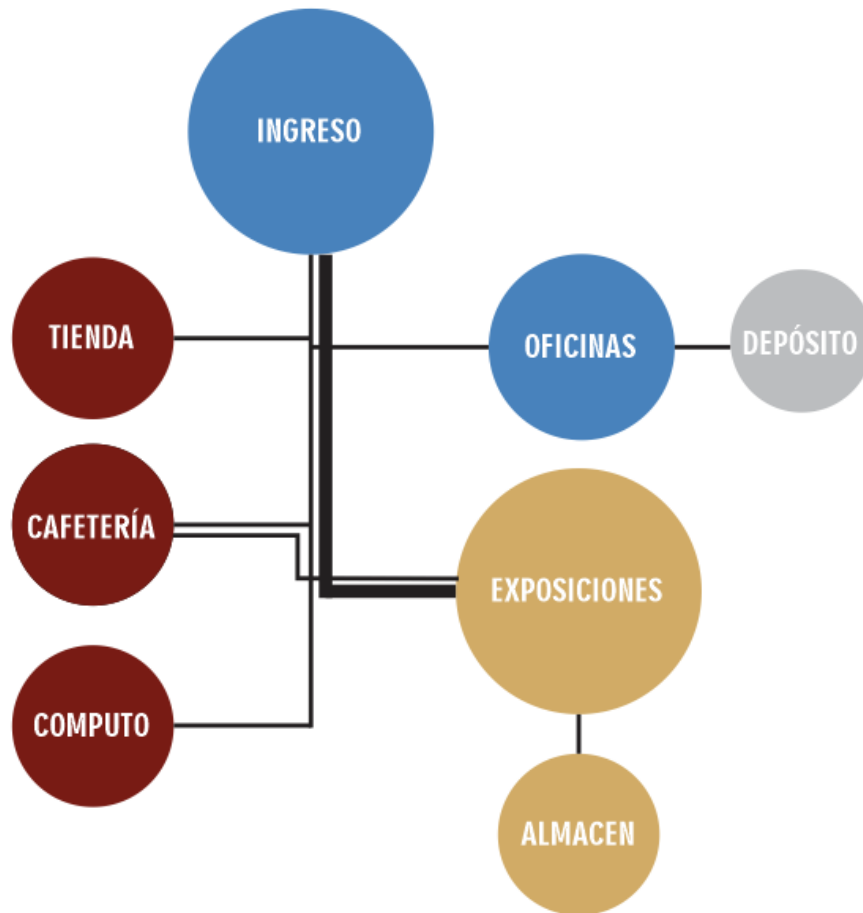 INGRESO
TIENDA
OFICINAS
DEPÓSITO
CAFETERÍA
EXPOSICIONES
COMPUTO
ALMACEN